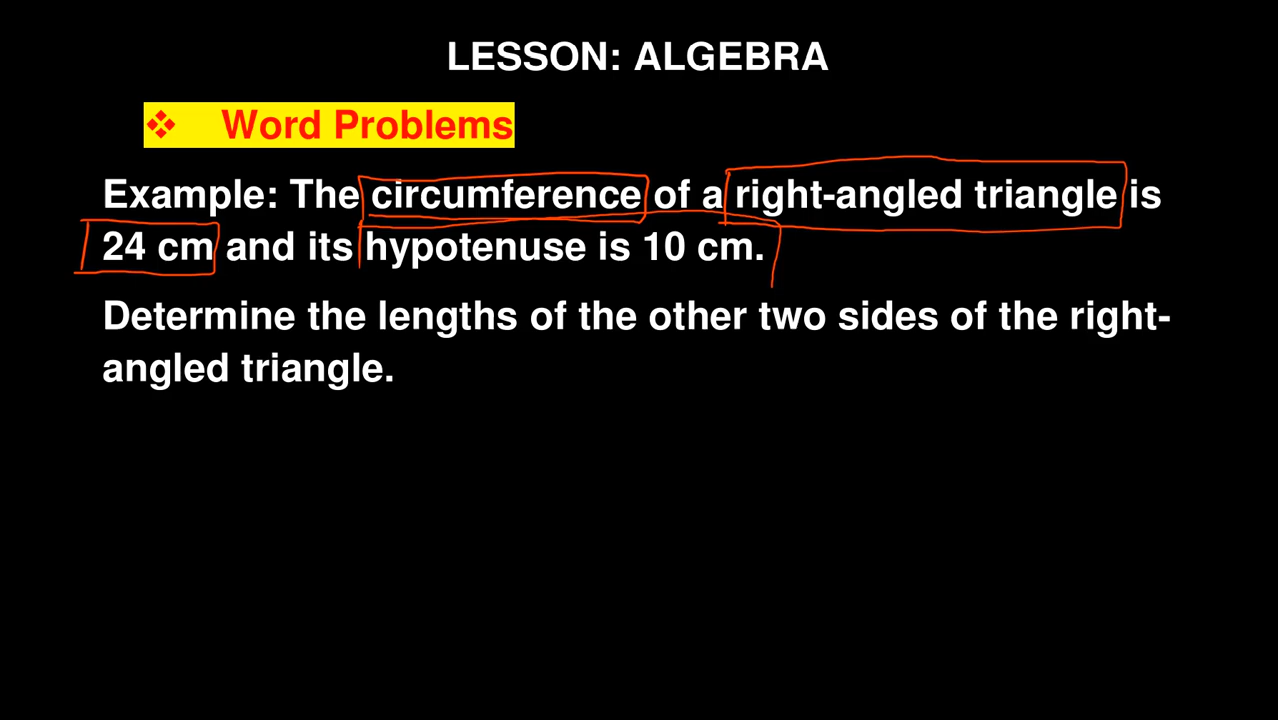 LESSON: ALGEBRA
❖ Word Problems
Example: The circumference of a right-angled triangle is
24 cm and its hypotenuse is 10 cm.
Determine the lengths of the other two sides of the right-
angled triangle.